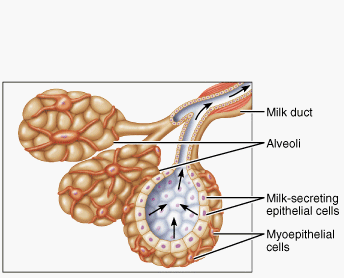 Milk duct
Alveoli
Milk-secreting
epithelial cells
Myoepithelial
cells